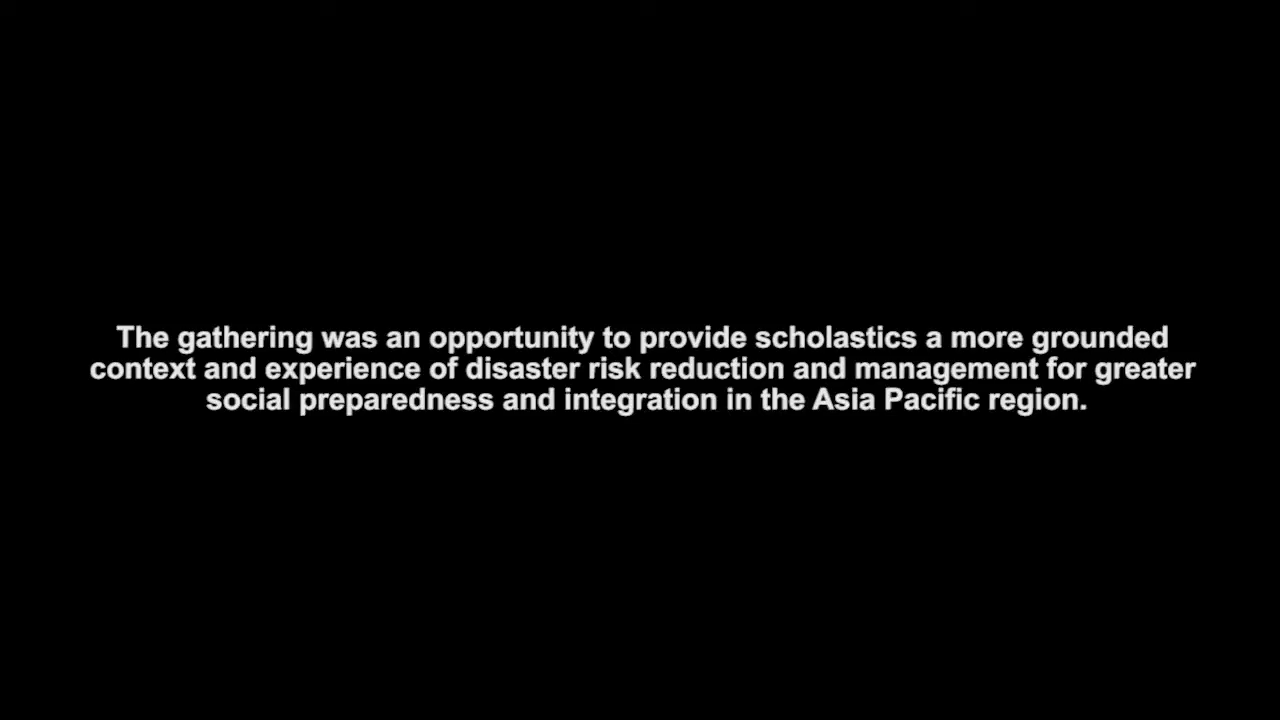 The gathering was an opportunity to provide scholastics a more grounded
context and experience of disaster risk reduction and management for greater
social preparedness and integration in the Asia Pacific region.